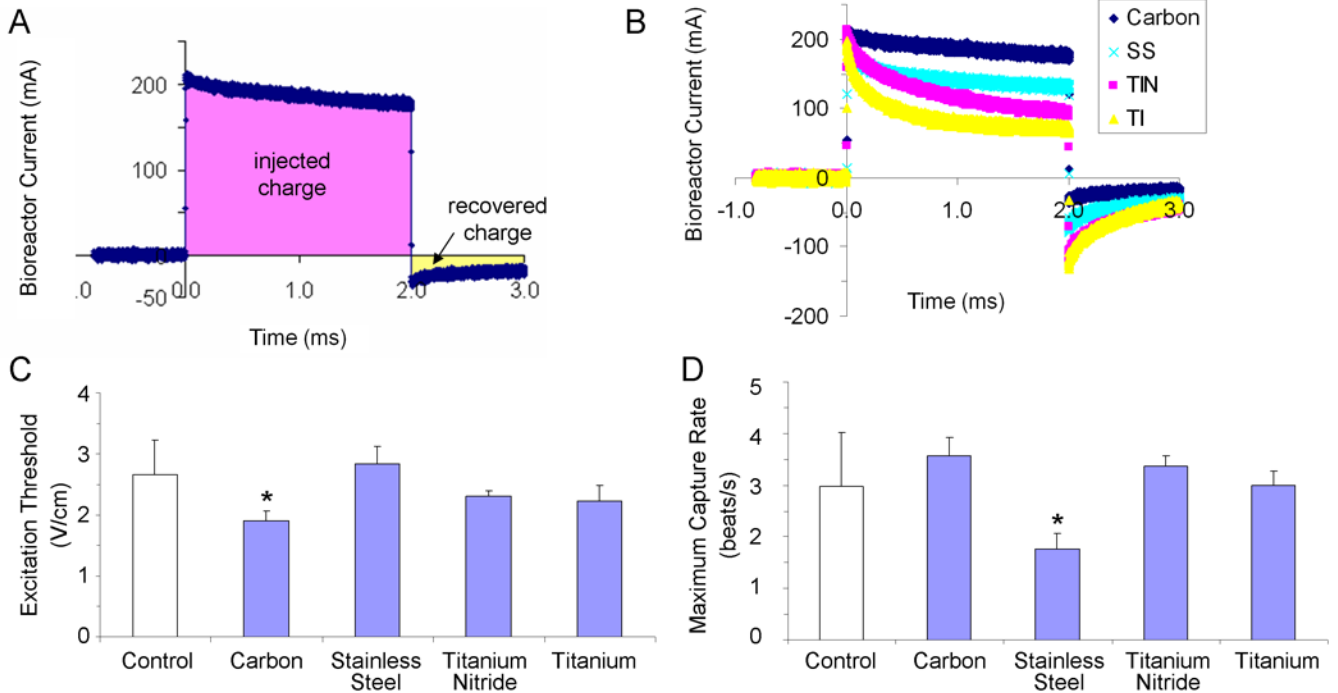 A
Bioreactor Current (mA)
200
100
0
-50
.0
0.0
1.0
2.0
3.0
injected
charge
recovered
charge
Time (ms)
B
Bioreactor Current (mA)
200
100
0
-100
-200
-1.0
0.0
1.0
2.0
3.0
Time (ms)
Carbon
SS
TIN
TI
C
Excitation Threshold
(V/cm)
4
3
2
1
0
*
Control
Carbon
Stainless
Steel
Titanium
Nitride
Titanium
D
Maximum Capture Rate
(beats/s)
5
4
3
2
1
0
*
Control
Carbon
Stainless
Steel
Titanium
Nitride
Titanium